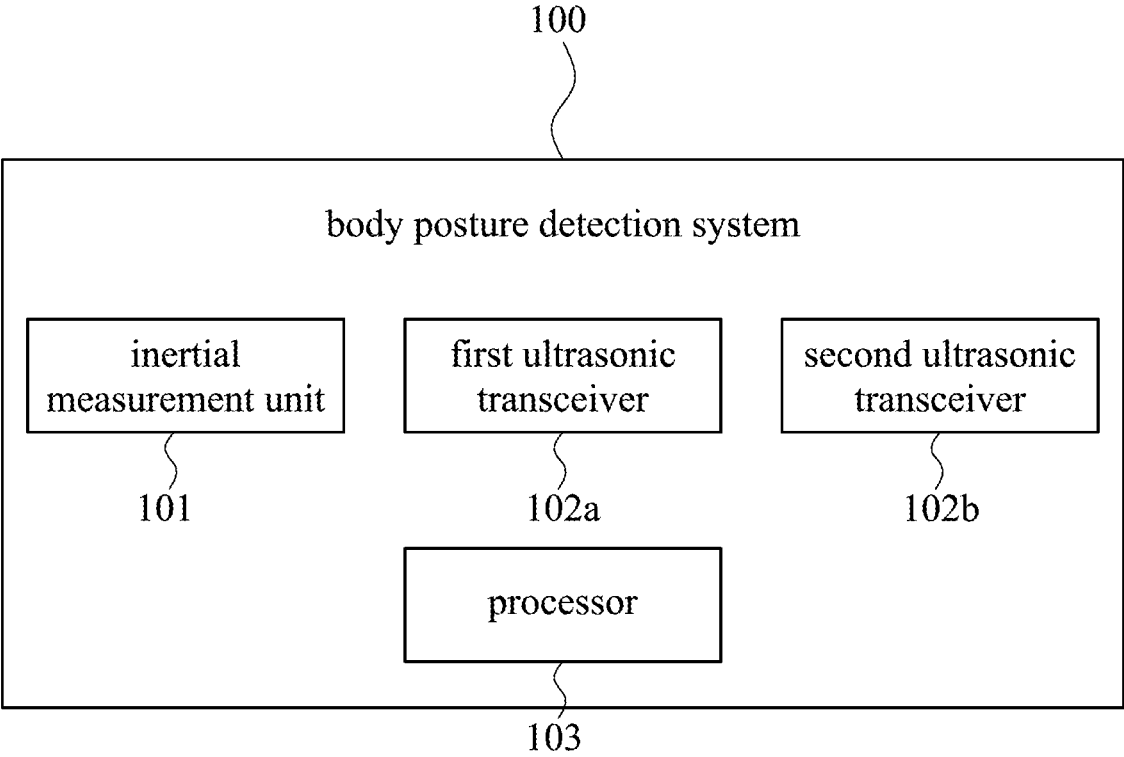 100
body posture detection system
inertial
measurement unit
first ultrasonic
transceiver
second ultrasonic
transceiver
101
102a
102b
processor
103